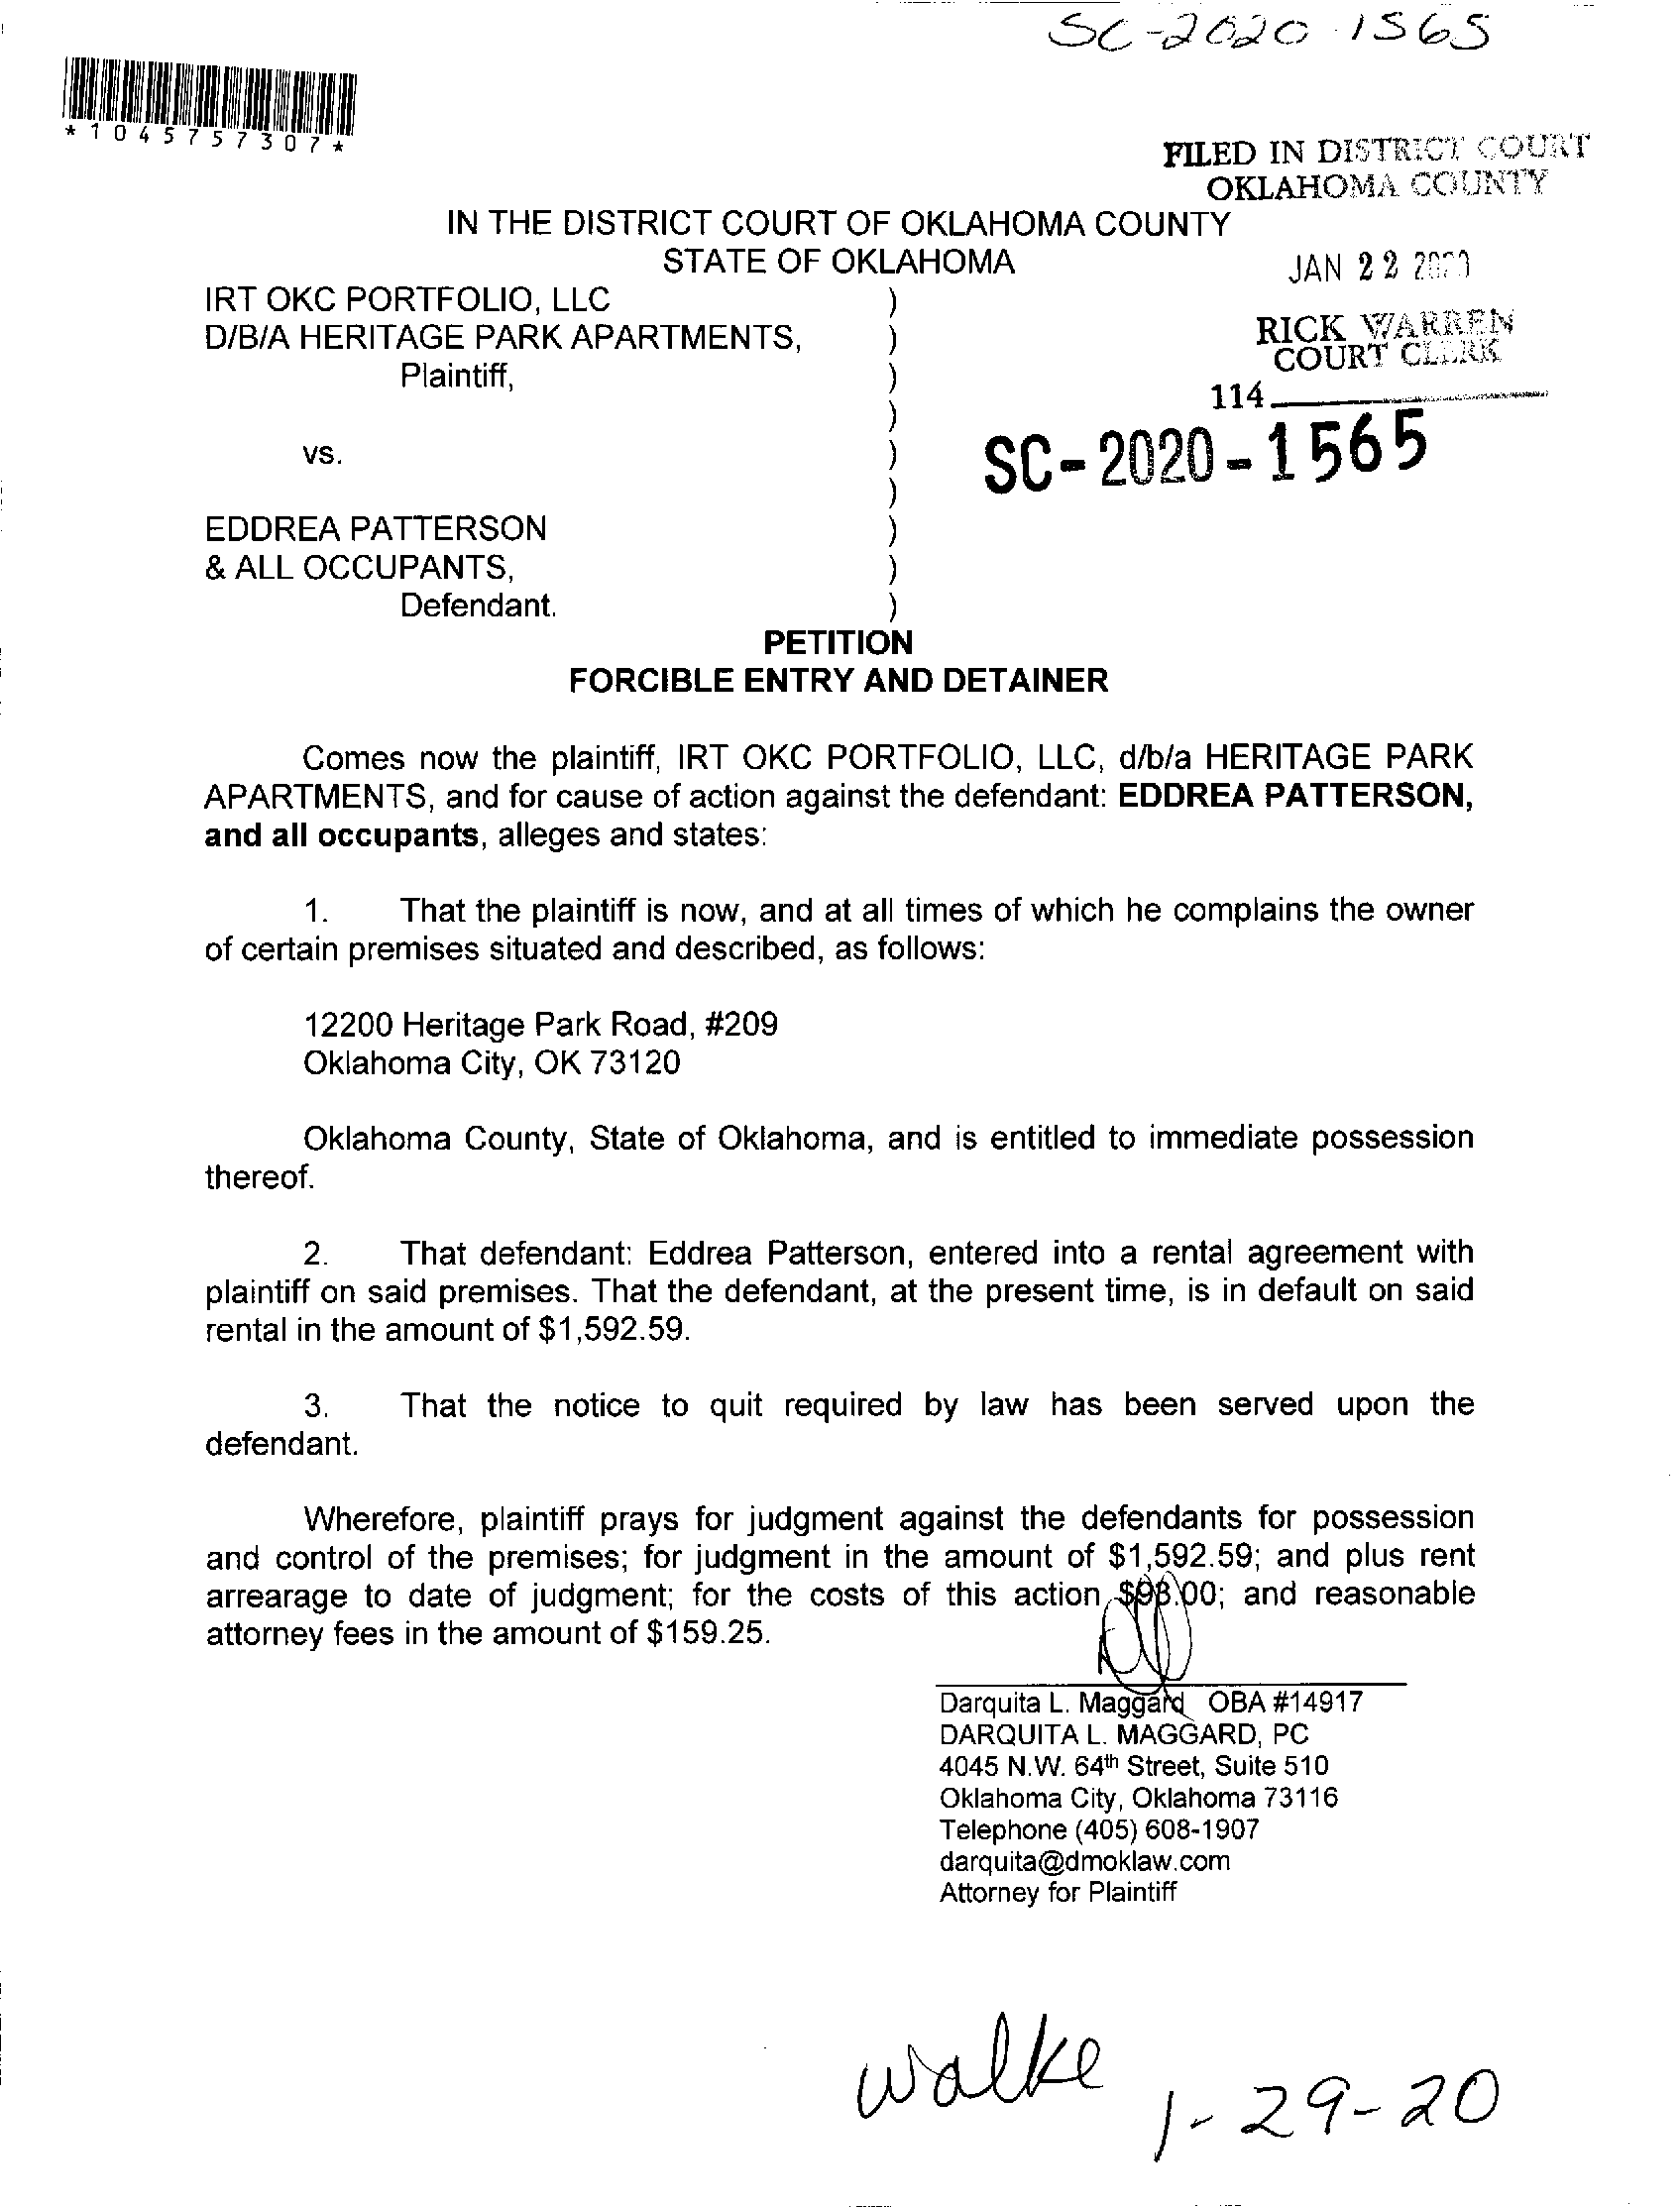 SC-2020-1565
*1045757307*
FILED IN DISTRICT COURT
OKLAHOMA COUNTY
IN THE DISTRICT COURT OF OKLAHOMA COUNTY
STATE OF OKLAHOMA
JAN 22 2020
IRT OKC PORTFOLIO, LLC )
D/B/A HERITAGE PARK APARTMENTS, )
RICK WARREN
COURT CLERK
Plaintiff, )
114
)
vs. )
SC-2020-1565
)
EDDREA PATTERSON )
& ALL OCCUPANTS, )
Defendant. )
PETITION
FORCIBLE ENTRY AND DETAINER
Comes now the plaintiff, IRT OKC PORTFOLIO, LLC, d/b/a HERITAGE PARK
APARTMENTS, and for cause of action against the defendant: EDDREA PATTERSON,
and all occupants, alleges and states:
1. That the plaintiff is now, and at all times of which he complains the owner
of certain premises situated and described, as follows:
12200 Heritage Park Road, #209
Oklahoma City, OK 73120
Oklahoma County, State of Oklahoma, and is entitled to immediate possession
thereof.
2. That defendant: Eddrea Patterson, entered into a rental agreement with
plaintiff on said premises. That the defendant, at the present time, is in default on said
rental in the amount of $1,592.59.
3. That the notice to quit required by law has been served upon the
defendant.
Wherefore, plaintiff prays for judgment against the defendants for possession
and control of the premises; for judgment in the amount of $1,592.59; and plus rent
arrearage to date of judgment; for the costs of this action $98.00; and reasonable
attorney fees in the amount of $159.25.
Darquita L. Maggard OBA #14917
DARQUITA L. MAGGARD, PC
4045 N.W. 64th Street, Suite 510
Oklahoma City, Oklahoma 73116
Telephone (405) 608-1907
darquita@dmoklaw.com
Attorney for Plaintiff
walke
1-29-20